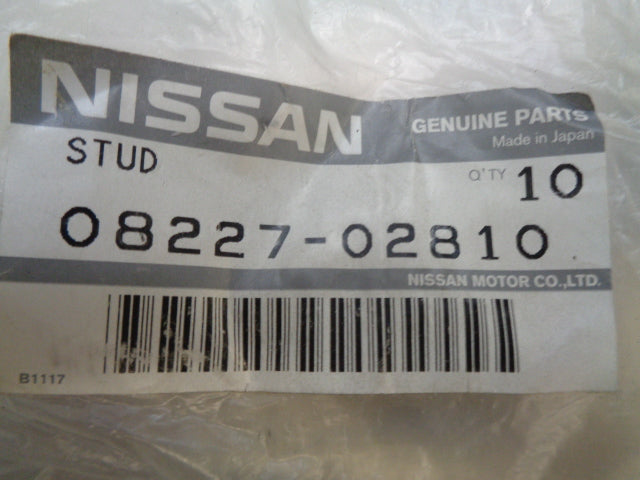 NISSAN
GENUINE PARTS
Made in Japan
STUD
Q'TY 10
08227-02810
NISSAN MOTOR CO.,LTD.
B1117